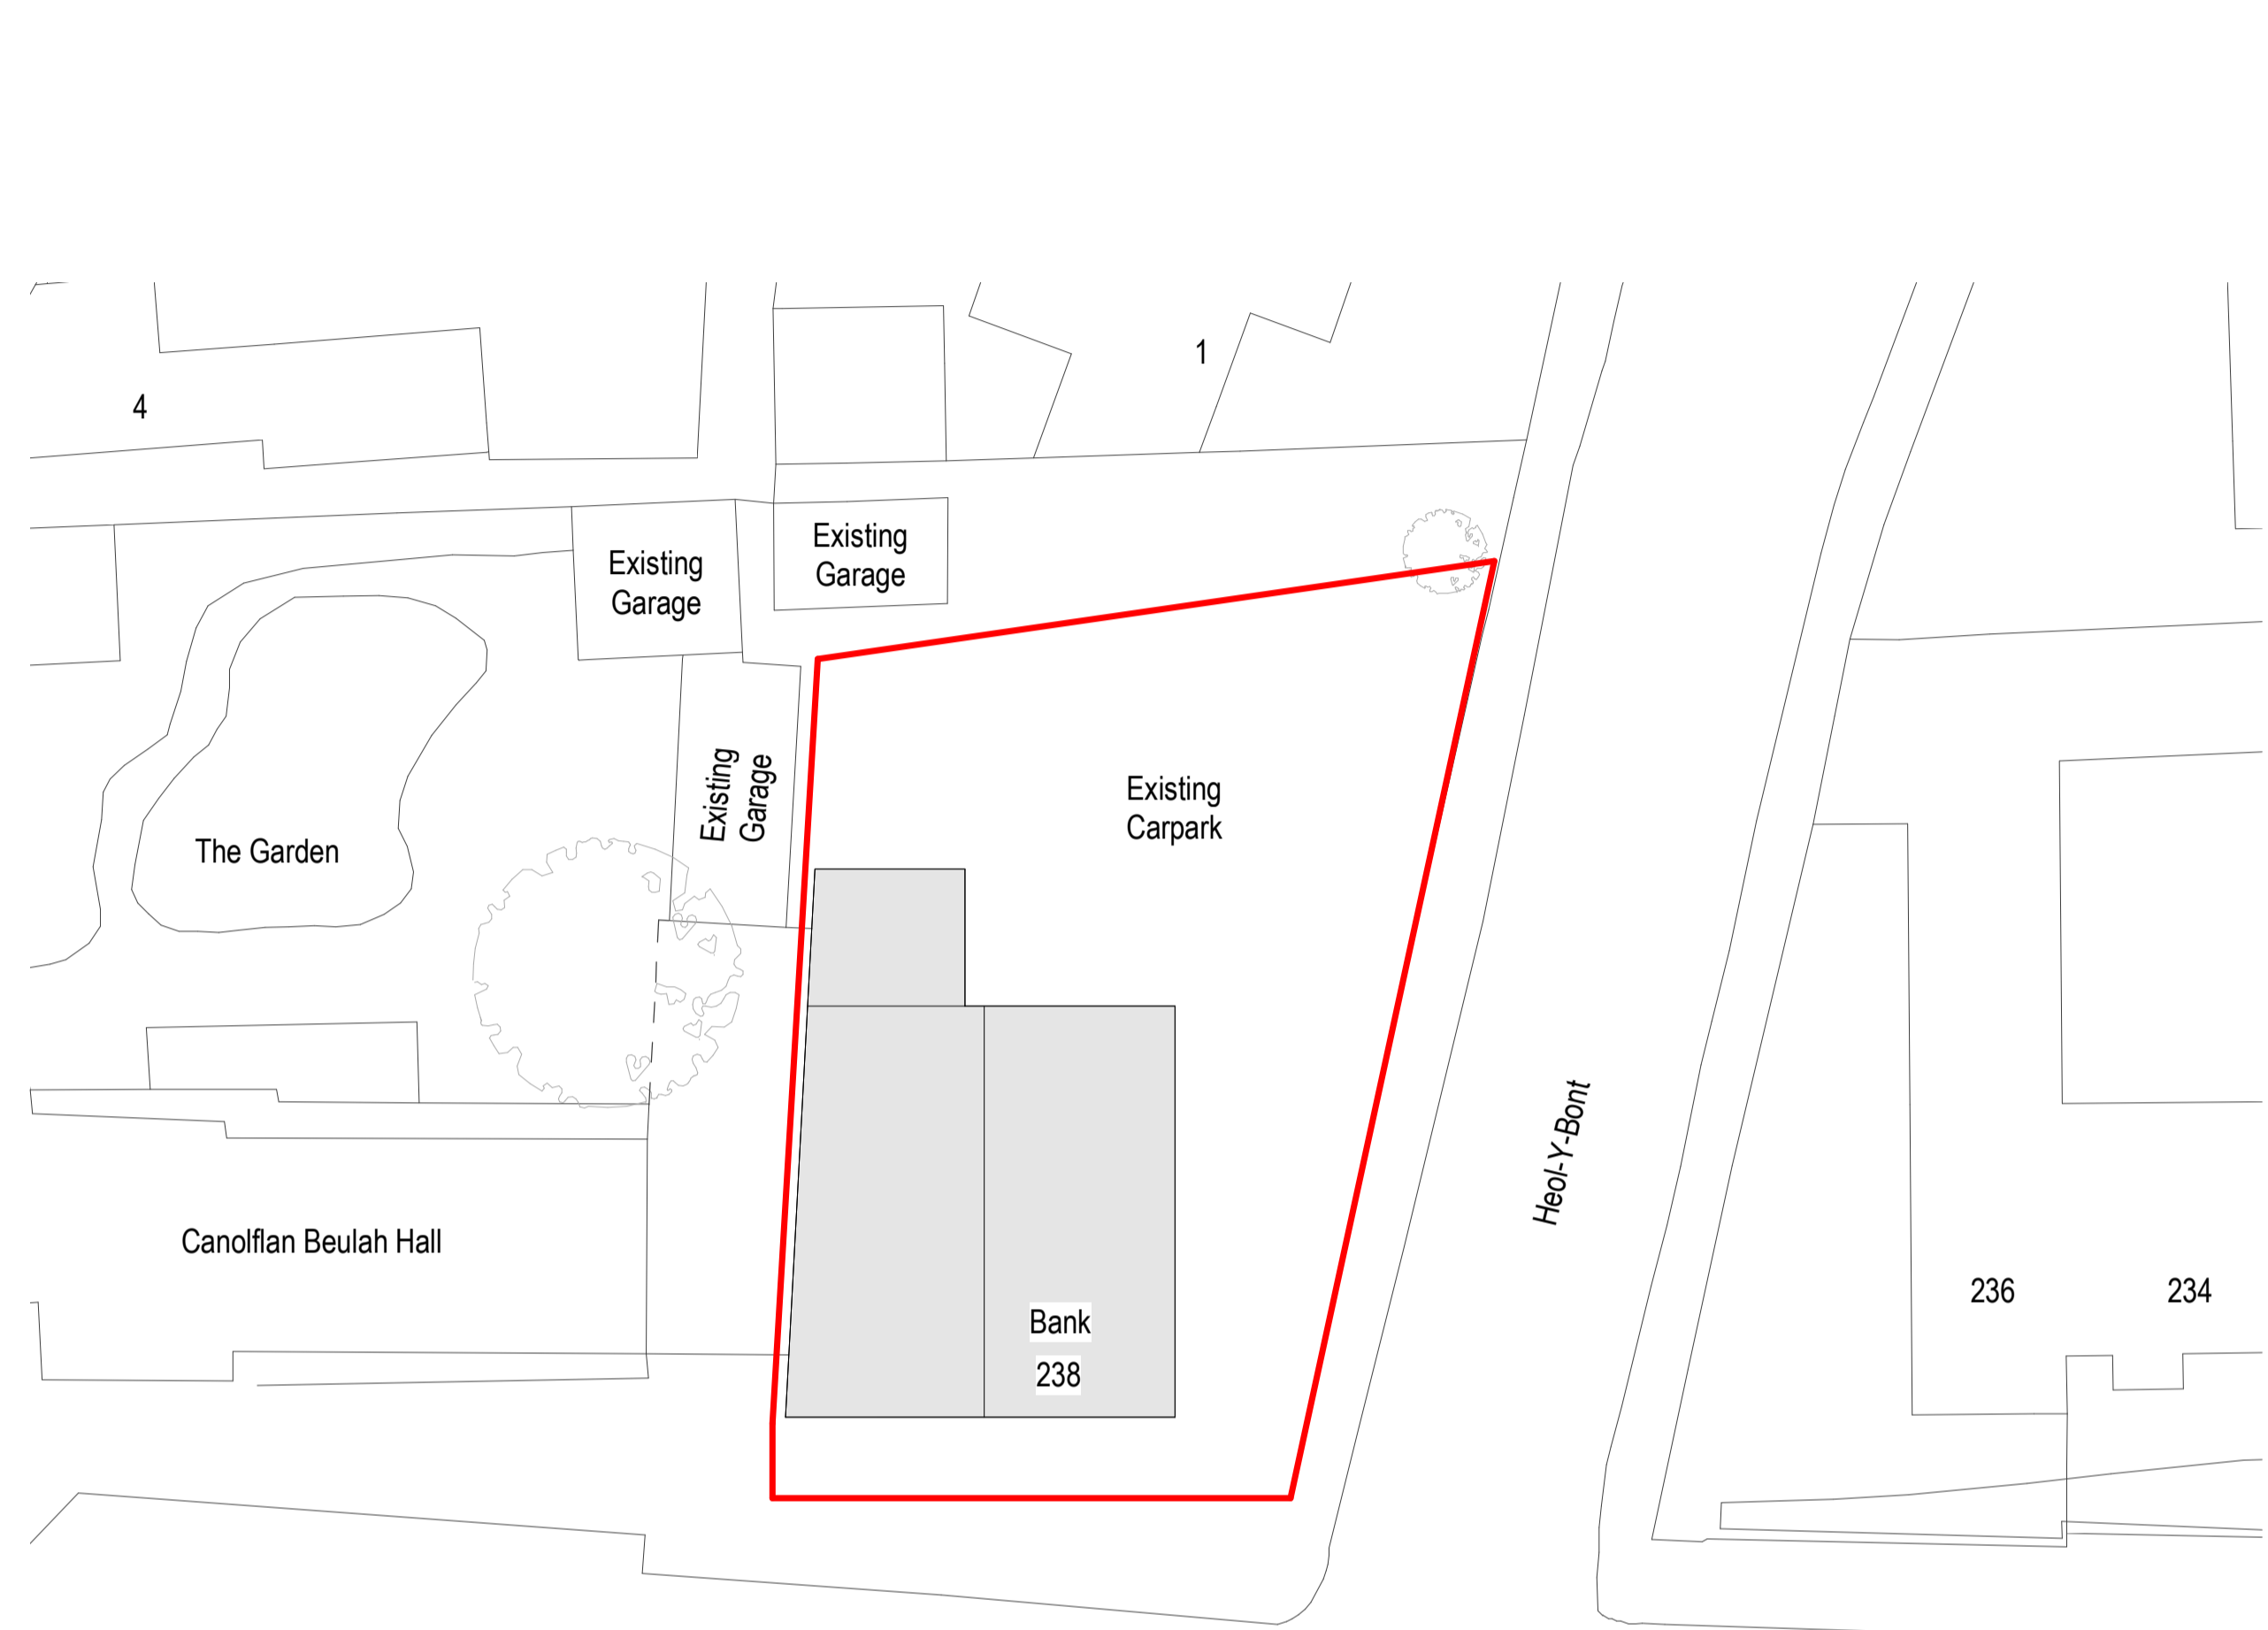 1
4
Existing
Garage
Existing
Garage
Existing
Garage
Existing
Carpark
The Garden
Heol-Y-Bont
Canolflan Beulah Hall
Bank
238
236
234